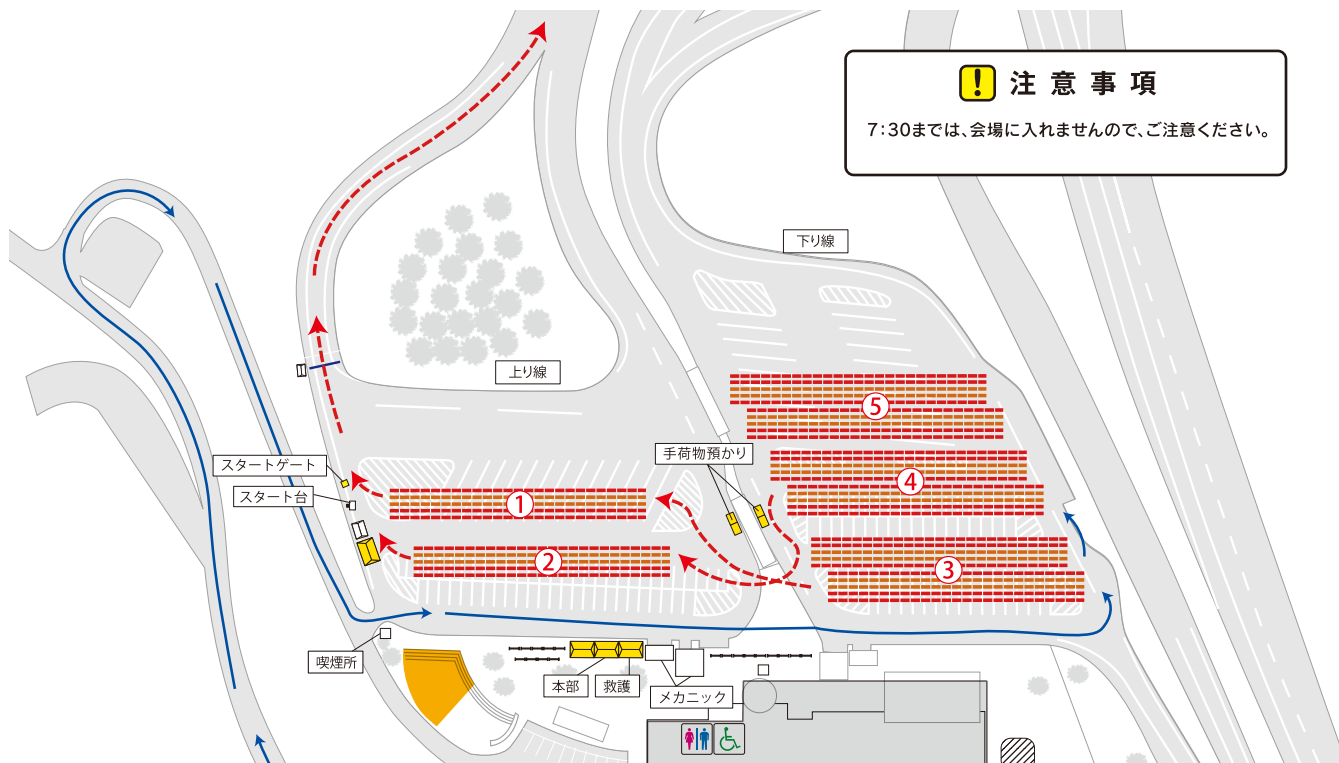 ! 注意事項
7:30までは、会場に入れませんので、ご注意ください。
下り線
上り線
5
手荷物預かり
スタートゲート
4
スタート台
1
2
3
喫煙所
本部
救護
メカニック